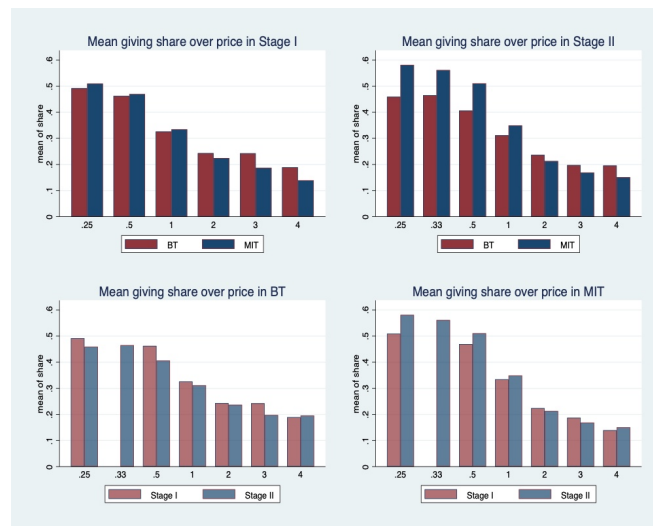 Mean giving share over price in Stage I
mean of share
.6
.5
.4
.3
.2
.1
0
.25 .5 1 2 3 4
BT MIT
Mean giving share over price in Stage II
mean of share
.6
.5
.4
.3
.2
.1
0
.25 .33 .5 1 2 3 4
BT MIT
Mean giving share over price in BT
mean of share
.6
.5
.4
.3
.2
.1
0
.25 .33 .5 1 2 3 4
Stage I Stage II
Mean giving share over price in MIT
mean of share
.6
.5
.4
.3
.2
.1
0
.25 .33 .5 1 2 3 4
Stage I Stage II